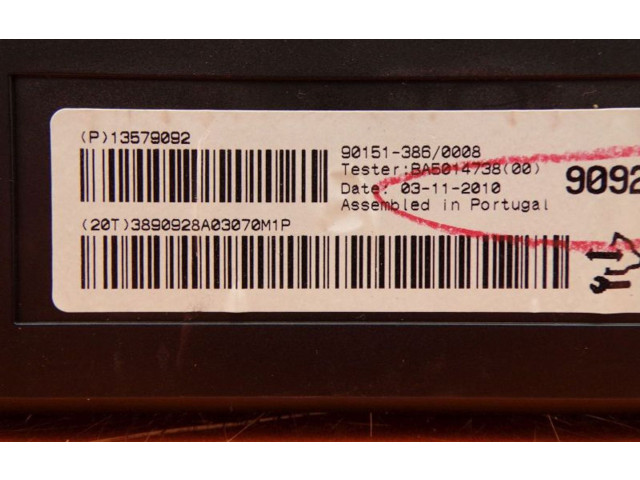 (P)13579092
90151-386/0008
Tester:BA5014738(00)
Date: 03-11-2010
Assembled in Portugal
9092
(20T)3890928A03070M1P